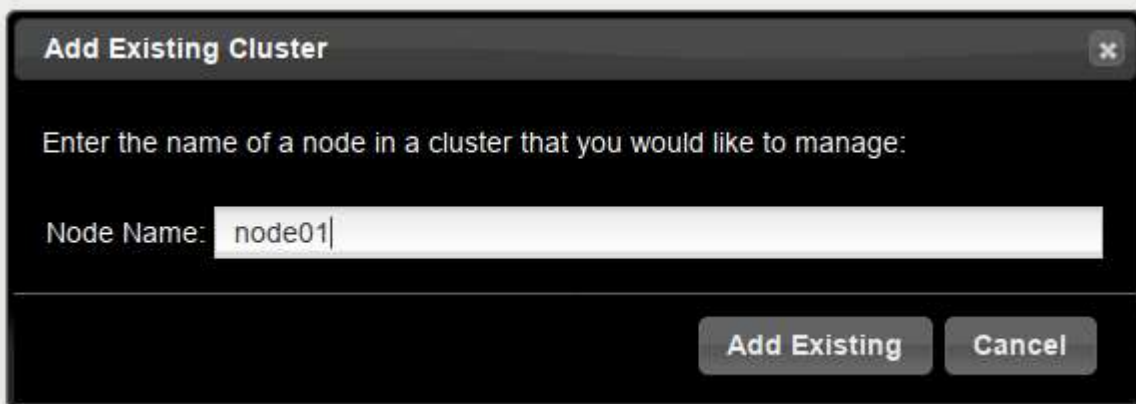 Add Existing Cluster
Enter the name of a node in a cluster that you would like to manage:
Node Name: node01
Add Existing Cancel